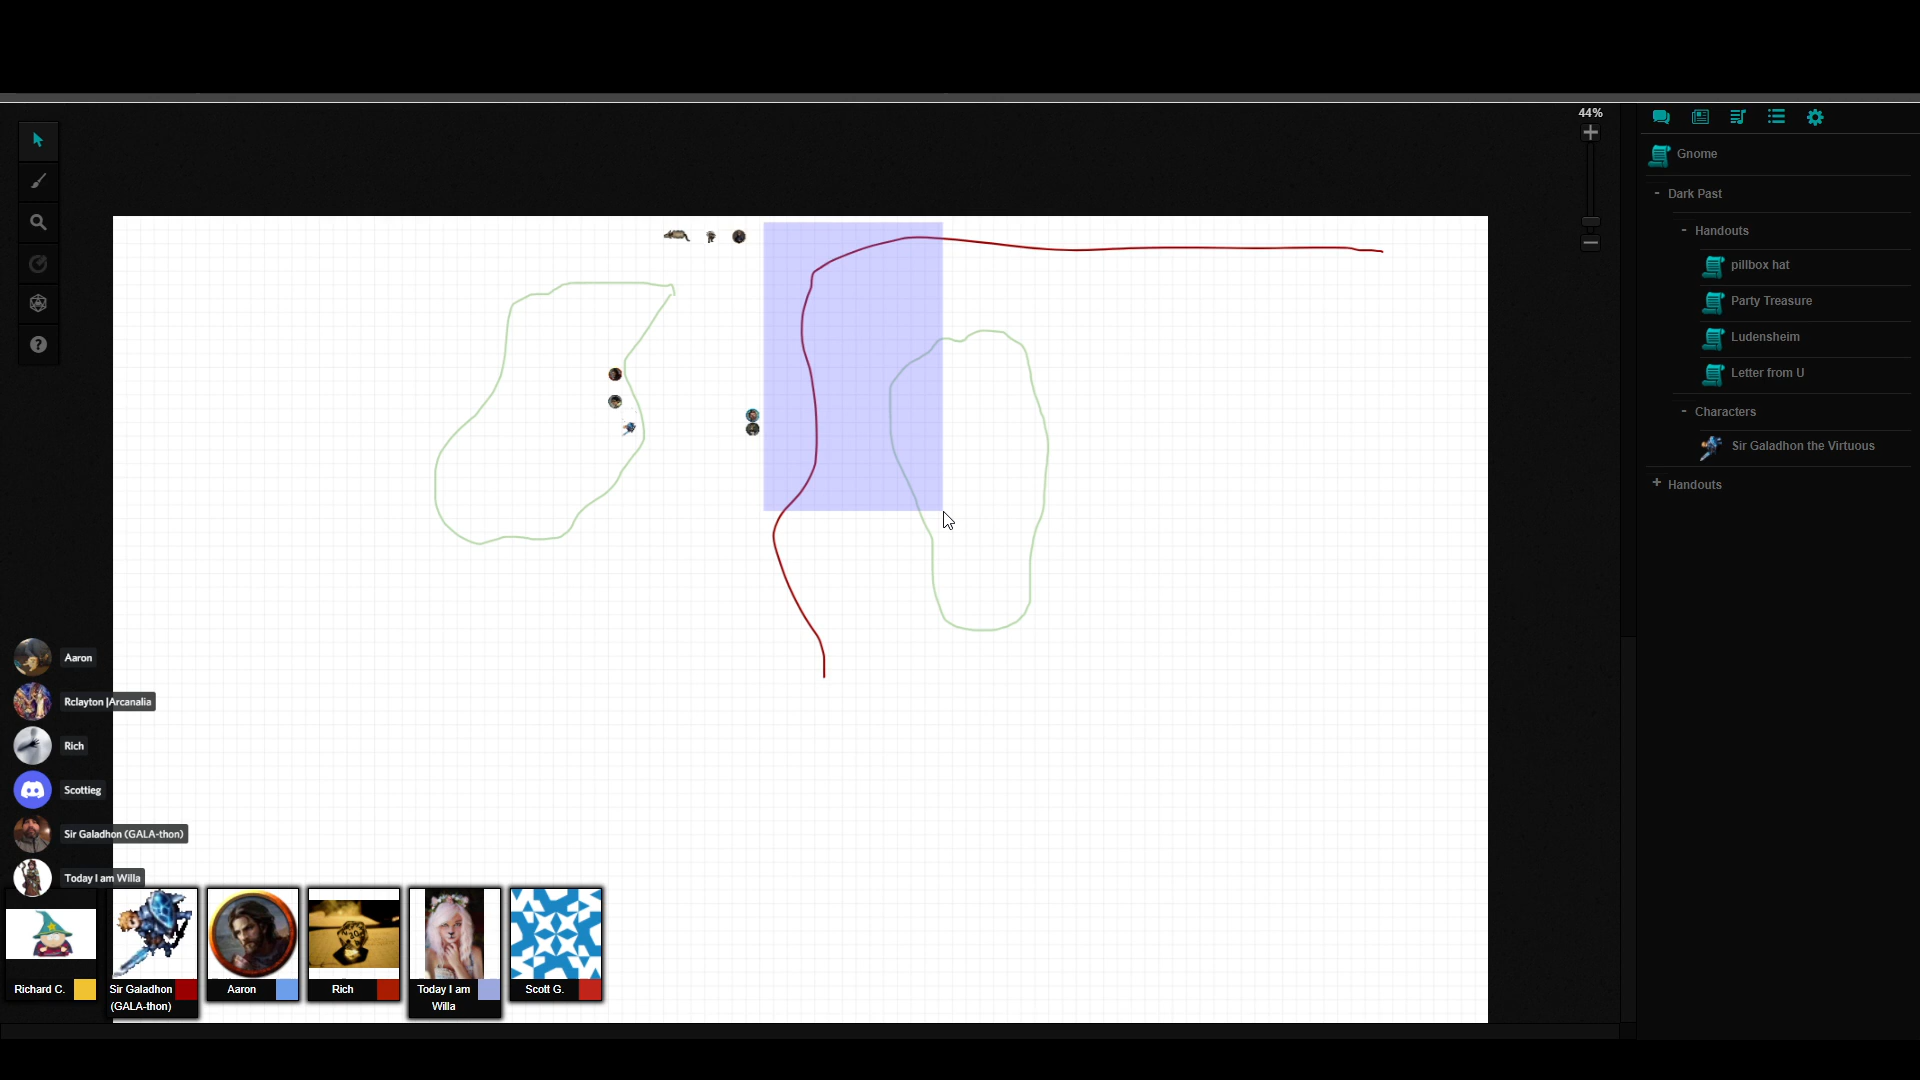 44%
Gnome
- Dark Past
- Handouts
pillbox hat
Party Treasure
Ludensheim
Letter from U
- Characters
Sir Galadhon the Virtuous
+ Handouts
Aaron
Rclayton |Arcanalia
Rich
Scottieg
Sir Galadhon (GALA-thon)
Today I am Willa
Richard C.
Sir Galadhon
(GALA-thon)
Aaron
Rich
Today I am
Willa
Scott G.